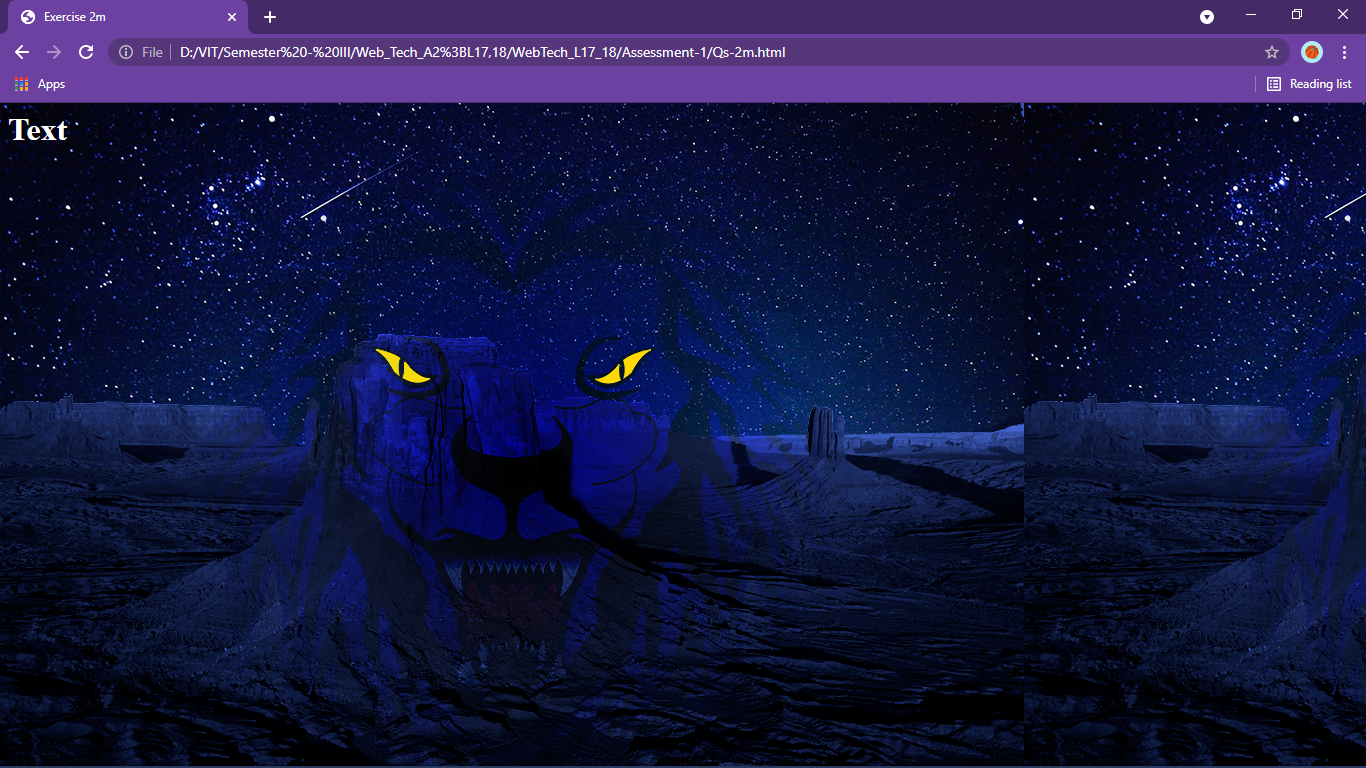 Exercise 2m
File D:/VIT/Semester%20-%20III/Web_Tech_A2%3BL17,18/WebTech_L17_18/Assessment-1/Qs-2m.html
Apps
Reading list
Text